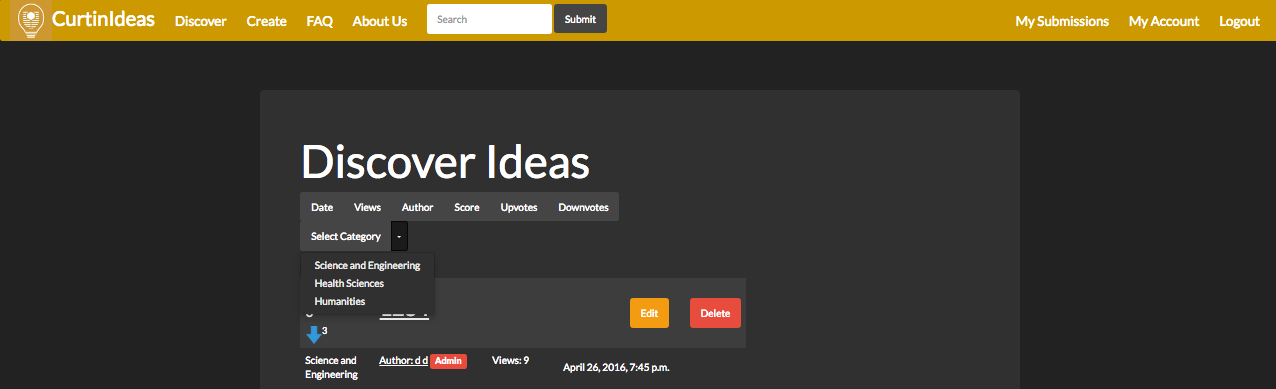 CurtinIdeas Discover Create FAQ About Us Search Submit My Submissions My Account Logout
Discover Ideas
Date Views Author Score Upvotes Downvotes
Select Category
Science and Engineering
Health Sciences
Humanities
Edit Delete
3
Science and Engineering
Author: d d Admin
Views: 9
April 26, 2016, 7:45 p.m.